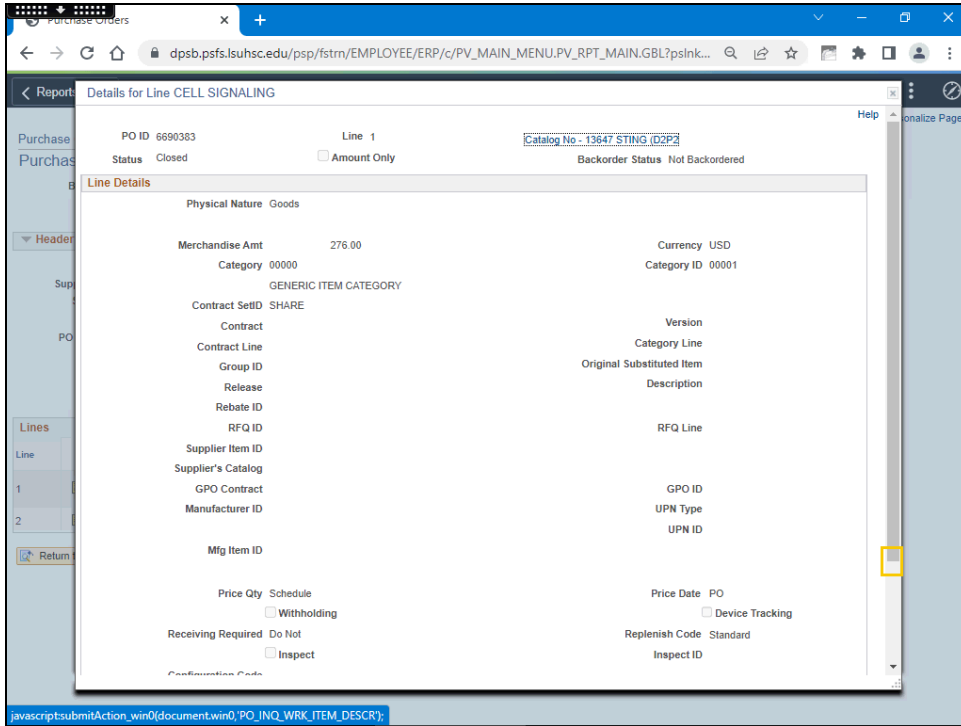 Purchase Orders
dpsb.psfs.lsuhsc.edu/psp/fstrn/EMPLOYEE/ERP/c/PV_MAIN_MENU.PV_RPT_MAIN.GBL?pslnk...
Report
Details for Line CELL SIGNALING
Help
onalize Page
PO ID 6690383 Line 1 Catalog No - 13647 STING (D2P2
Purchase
Status Closed Amount Only Backorder Status Not Backordered
Purchas
Line Details
B
Physical Nature Goods
Header
Merchandise Amt 276.00 Currency USD
Category 00000 Category ID 00001
Sup
GENERIC ITEM CATEGORY
S
Contract SetID SHARE
Contract Version
PO
Contract Line Category Line
Group ID Original Substituted Item
Release Description
Rebate ID
Lines
RFQ ID RFQ Line
Line
Supplier Item ID
Supplier's Catalog
1
GPO Contract GPO ID
Manufacturer ID UPN Type
2
UPN ID
Mfg Item ID
Return
Price Qty Schedule Price Date PO
Withholding Device Tracking
Receiving Required Do Not Replenish Code Standard
Inspect Inspect ID
Configuration Code
javascript:submitAction_win0(document.win0,'PO_INQ_WRK_ITEM_DESCR');